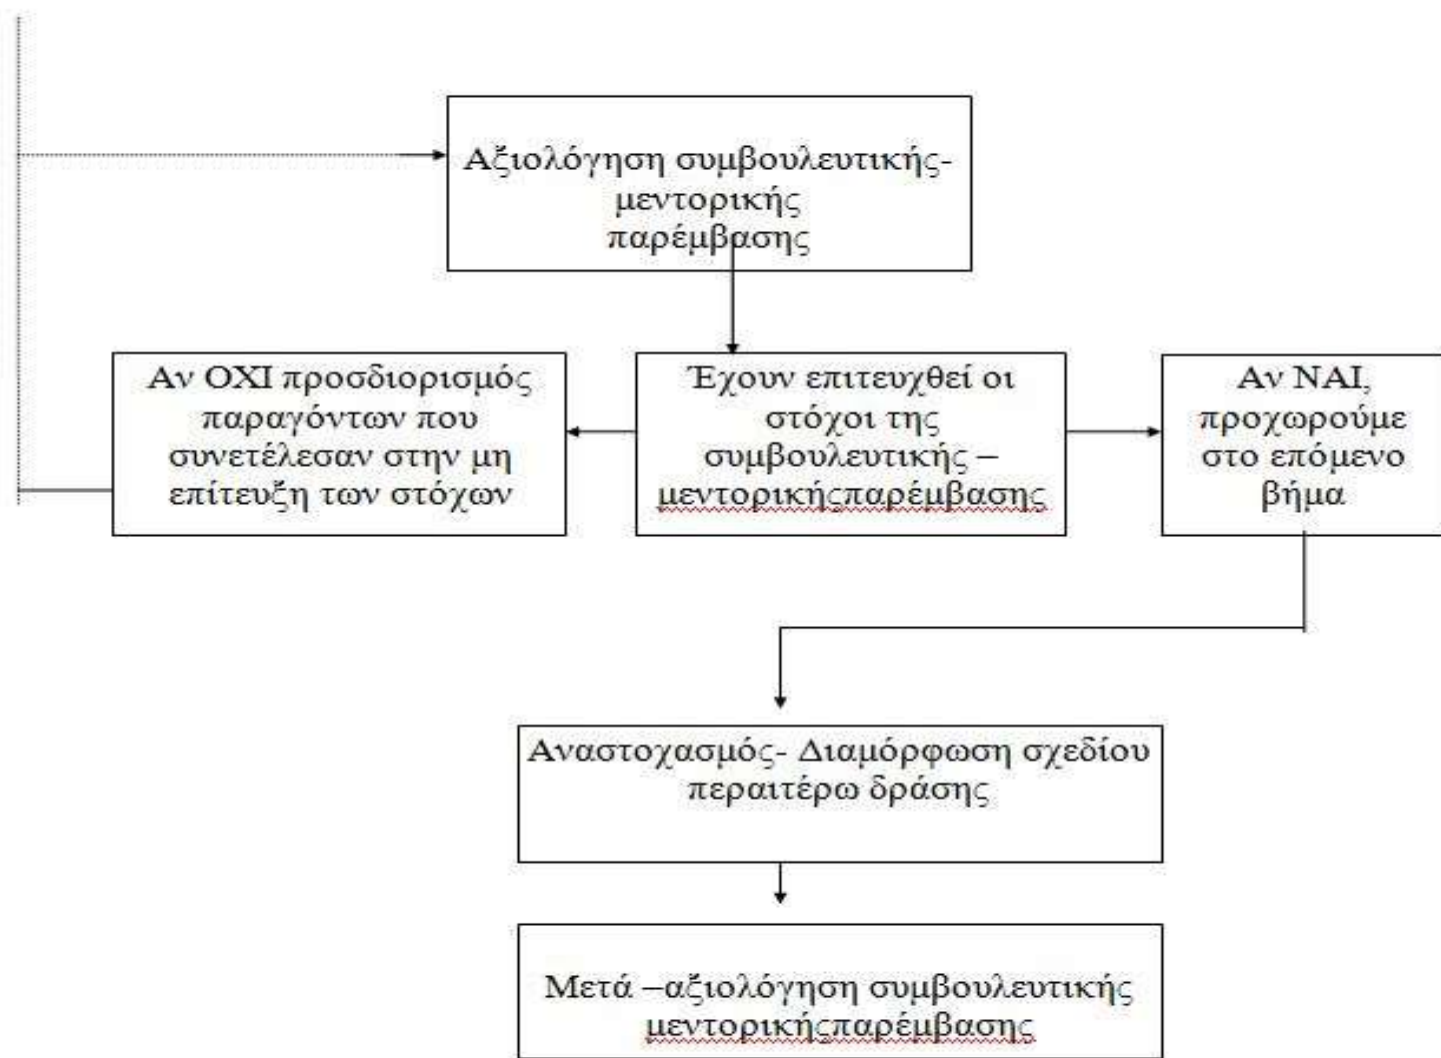 Αξιολόγηση συμβουλευτικής-
μεντορικής
παρέμβασης
Αν ΟΧΙ προσδιορισμός
παραγόντων που
συνετέλεσαν στην μη
επίτευξη των στόχων
Έχουν επιτευχθεί οι
στόχοι της
συμβουλευτικής –
μεντορικήςπαρέμβασης
Αν ΝΑΙ,
προχωρούμε
στο επόμενο
βήμα
Αναστοχασμός- Διαμόρφωση σχεδίου
περαιτέρω δράσης
Μετά –αξιολόγηση συμβουλευτικής
μεντορικήςπαρέμβασης